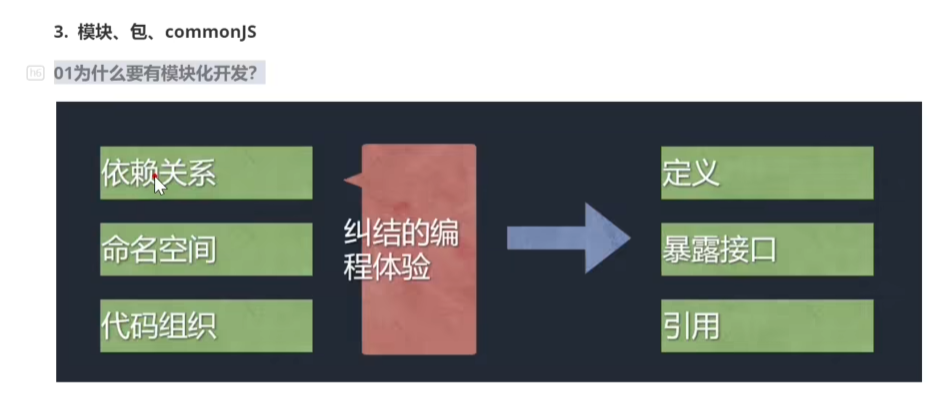 3. 模块、包、commonJS
h6
01为什么要有模块化开发？
依赖关系
命名空间
代码组织
纠结的编
程体验
定义
暴露接口
引用